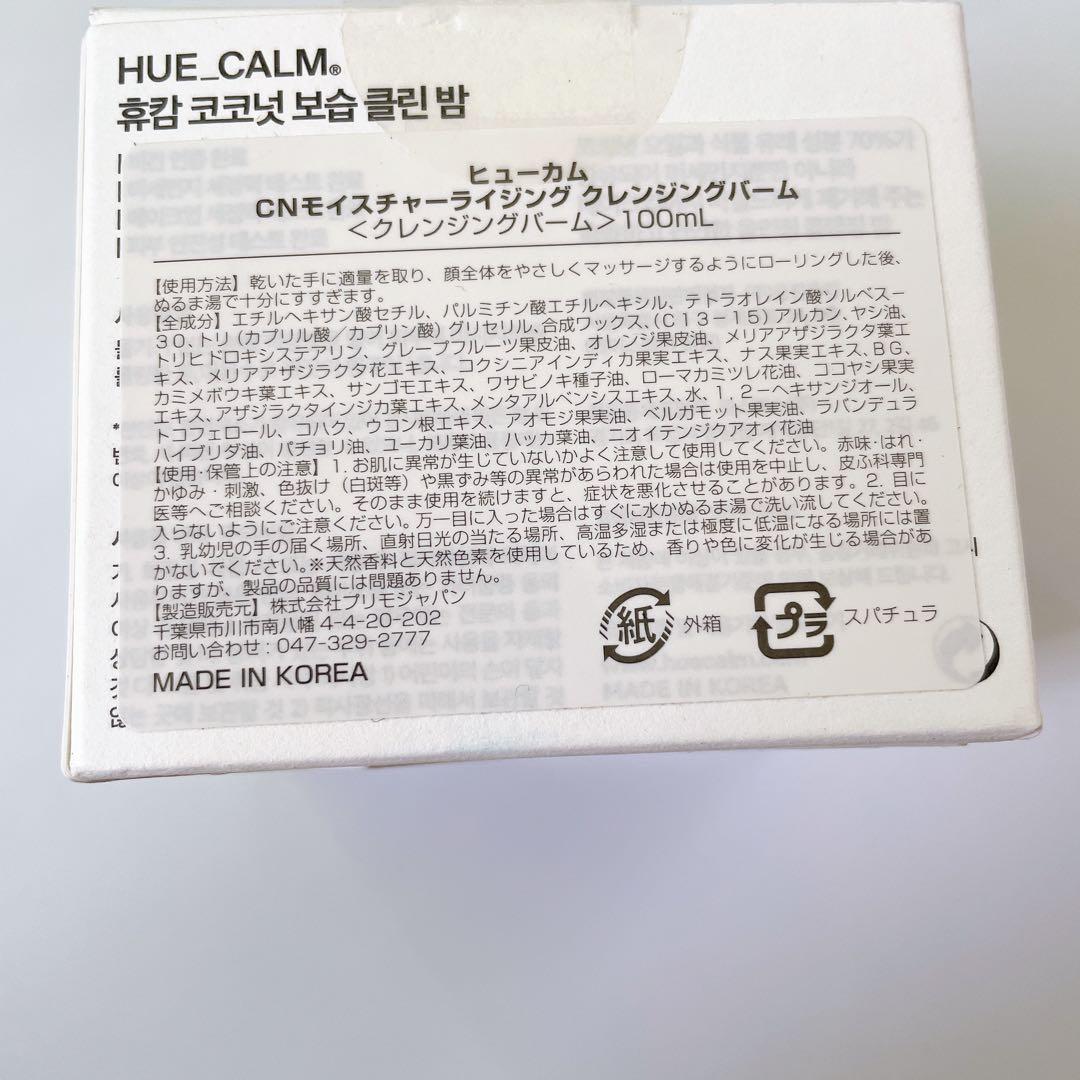 HUE_CALM®
휴캄 코코넛 보습 클린 밤
ヒューカム
CNモイスチャーライジング クレンジングバーム
＜クレンジングバーム＞100mL
【使用方法】乾いた手に適量を取り、顔全体をやさしくマッサージするようにローリングした後、
ぬるま湯で十分にすすぎます。
【全成分】エチルヘキサン酸セチル、パルミチン酸エチルヘキシル、テトラオレイン酸ソルベスー
30、トリ（カプリル酸／カプリン酸）グリセリル、合成ワックス、（C13－15）アルカン、ヤシ油、
トリヒドロキシステアリン、グレープフルーツ果皮油、オレンジ果皮油、メリアアザジラクタ葉エ
キス、メリアアザジラクタ花エキス、コクシニアインディカ果実エキス、ナス果実エキス、BG、
カミメボウキ葉エキス、サンゴモエキス、ワサビノキ種子油、ローマカミツレ花油、ココヤシ果実
エキス、アザジラクタインジカ葉エキス、メンタアルベンシスエキス、水、1，2－ヘキサンジオール、
トコフェロール、コハク、ウコン根エキス、アオモジ果実油、ベルガモット果実油、ラバンデュラ
ハイブリダ油、パチョリ油、ユーカリ葉油、ハッカ葉油、ニオイテンジクアオイ花油
【使用・保管上の注意】1．お肌に異常が生じていないかよく注意して使用してください。赤味・はれ・
かゆみ・刺激、色抜け（白斑等）や黒ずみ等の異常があらわれた場合は使用を中止し、皮ふ科専門
医等へご相談ください。そのまま使用を続けますと、症状を悪化させることがあります。2．目に
入らないようにご注意ください。万一目に入った場合はすぐに水かぬるま湯で洗い流してください。
3．乳幼児の手の届く場所、直射日光の当たる場所、高温多湿または極度に低温になる場所には置
かないでください。※天然香料と天然色素を使用しているため、香りや色に変化が生じる場合があ
りますが、製品の品質には問題ありません。
【製造販売元】株式会社プリモジャパン
千葉県市川市南八幡4-4-20-202
お問い合わせ：047-329-2777
MADE IN KOREA
紙 外箱
プラ スパチュラ
MADE IN KOREA